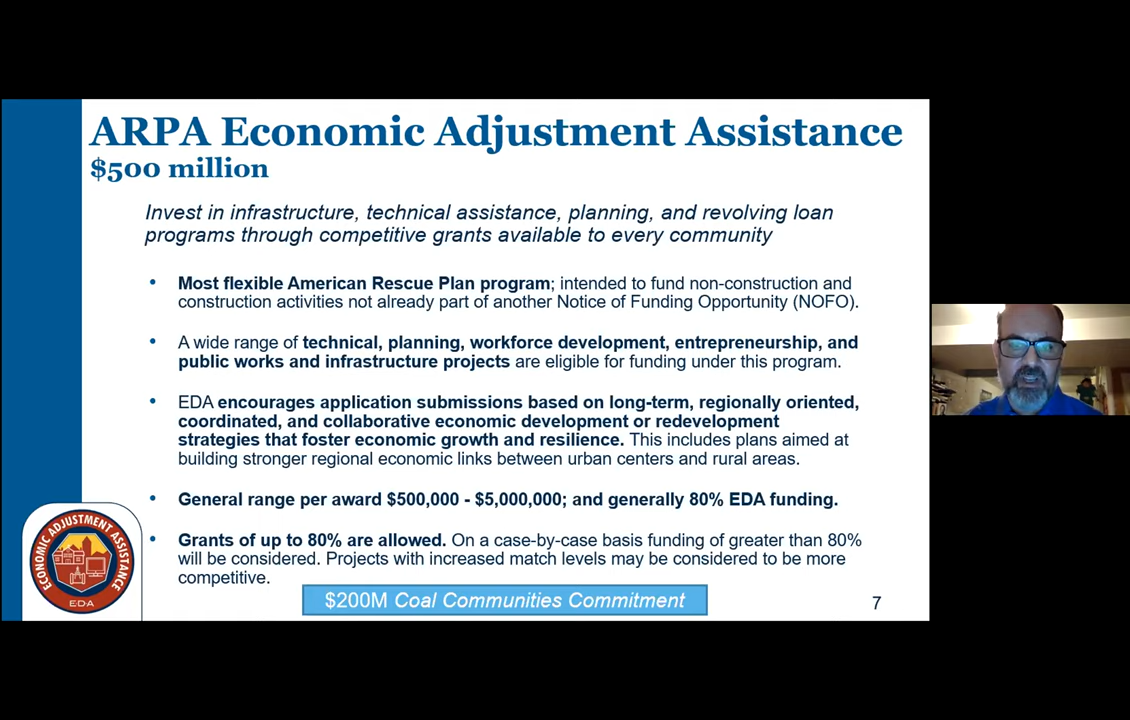 ARPA Economic Adjustment Assistance
$500 million
Invest in infrastructure, technical assistance, planning, and revolving loan
programs through competitive grants available to every community
• Most flexible American Rescue Plan program; intended to fund non-construction and
construction activities not already part of another Notice of Funding Opportunity (NOFO).
• A wide range of technical, planning, workforce development, entrepreneurship, and
public works and infrastructure projects are eligible for funding under this program.
• EDA encourages application submissions based on long-term, regionally oriented,
coordinated, and collaborative economic development or redevelopment
strategies that foster economic growth and resilience. This includes plans aimed at
building stronger regional economic links between urban centers and rural areas.
• General range per award $500,000 - $5,000,000; and generally 80% EDA funding.
• Grants of up to 80% are allowed. On a case-by-case basis funding of greater than 80%
will be considered. Projects with increased match levels may be considered to be more
competitive.
ECONOMIC ADJUSTMENT ASSISTANCE
EDA
$200M Coal Communities Commitment
7